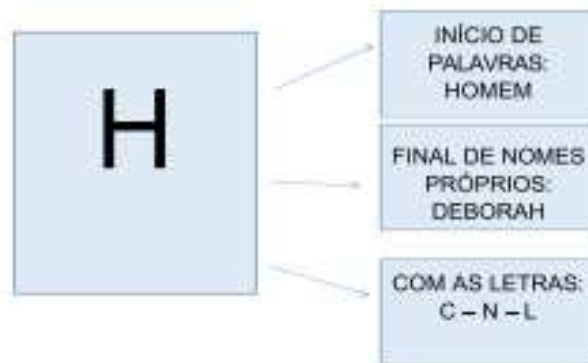 H
INÍCIO DE
PALAVRAS:
HOMEM
FINAL DE NOMES
PRÓPRIOS:
DEBORAH
COM AS LETRAS:
C – N – L